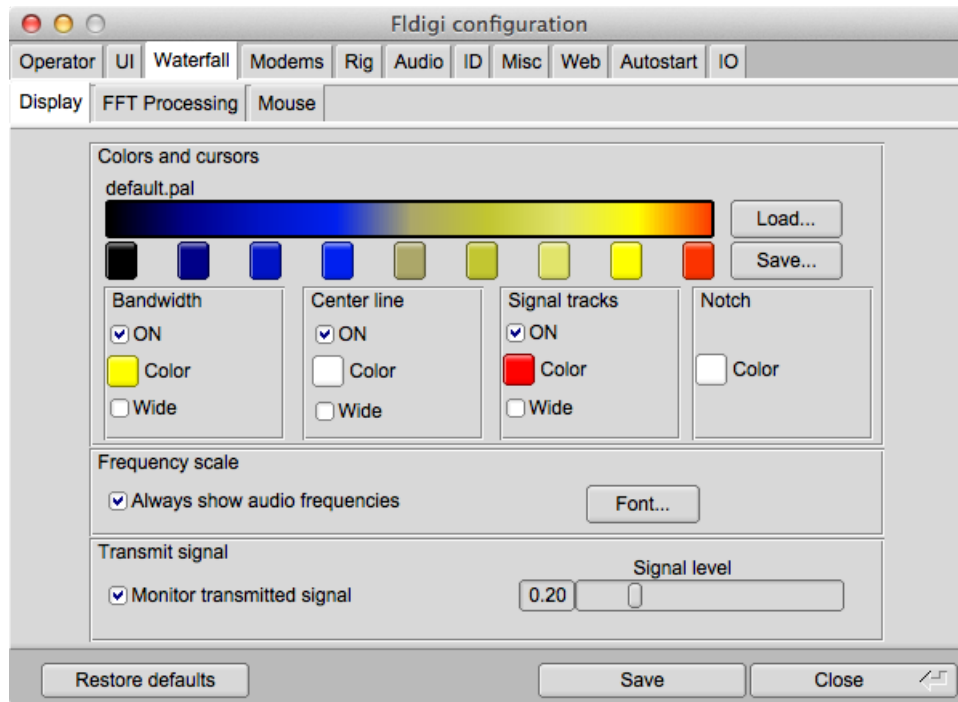 Fldigi configuration
Operator UI Waterfall Modems Rig Audio ID Misc Web Autostart IO
Display FFT Processing Mouse
Colors and cursors
default.pal
Load...
Save...
Bandwidth Center line Signal tracks Notch
ON ON ON
Color Color Color Color
Wide Wide Wide
Frequency scale
Always show audio frequencies Font...
Transmit signal
Signal level
Monitor transmitted signal 0.20
Restore defaults Save Close